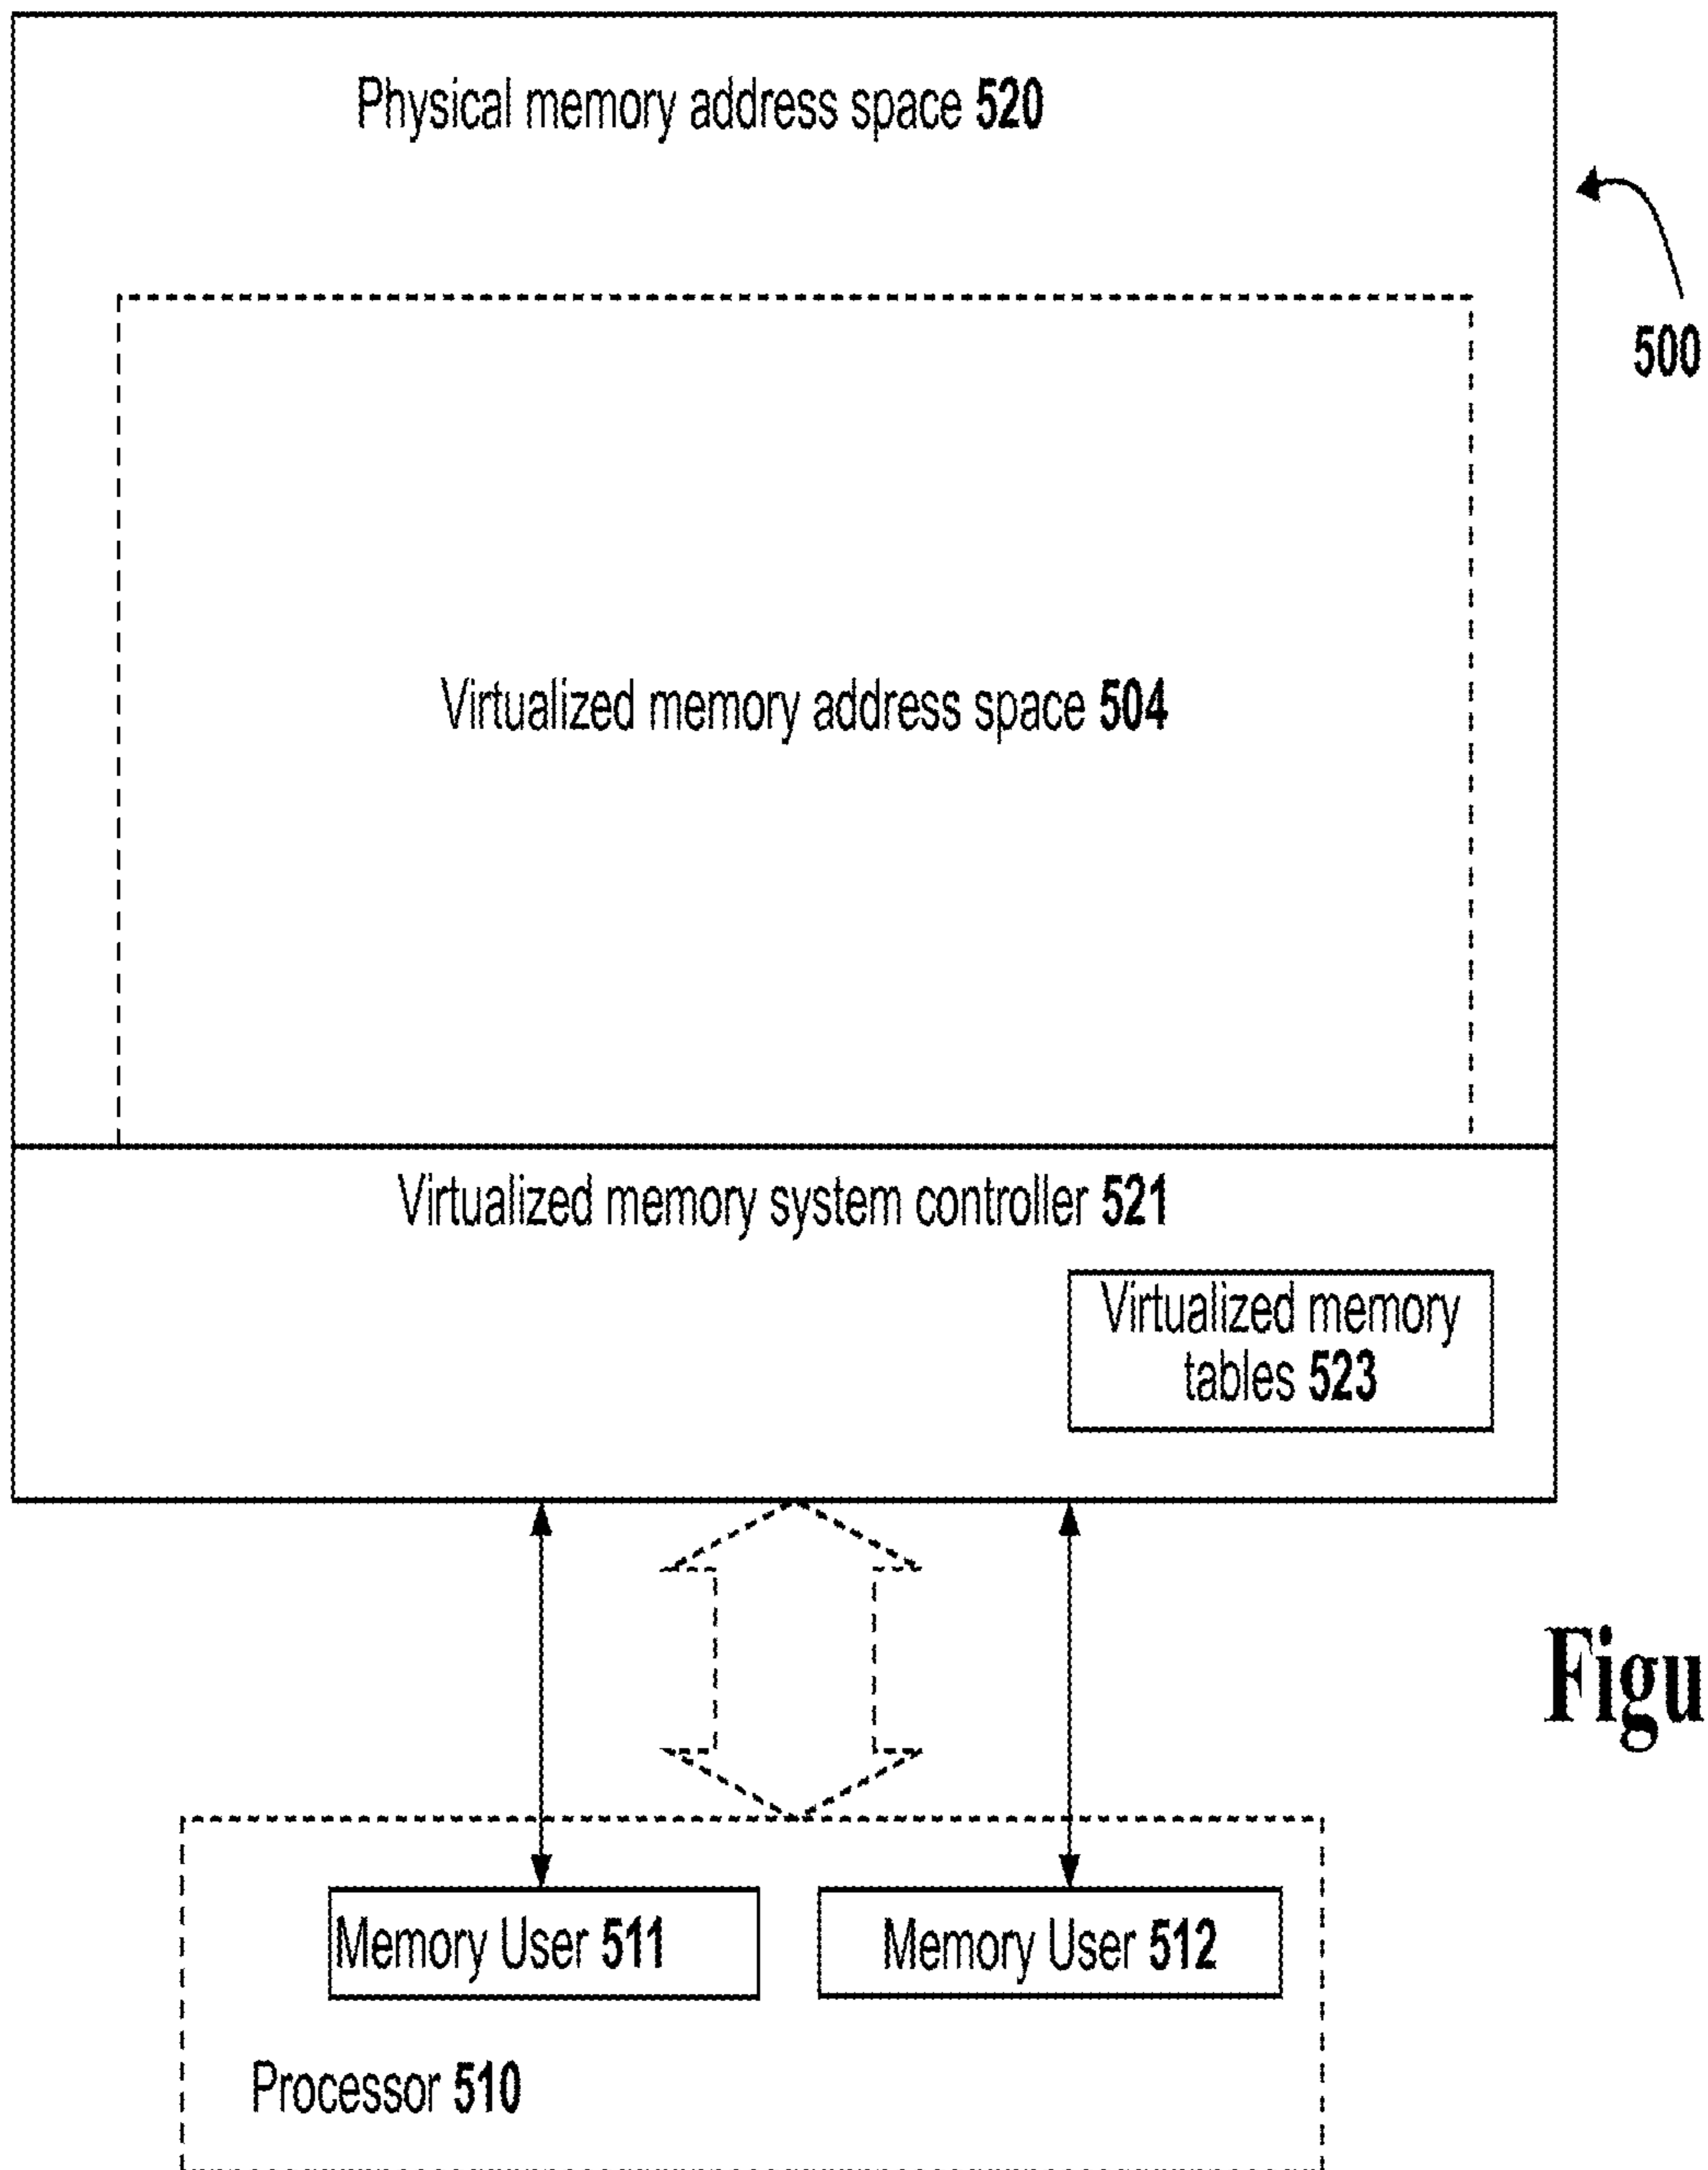 Physical memory address space 520
500
Virtualized memory address space 504
Virtualized memory system controller 521
Virtualized memory
tables 523
Figu
Memory User 511
Memory User 512
Processor 510